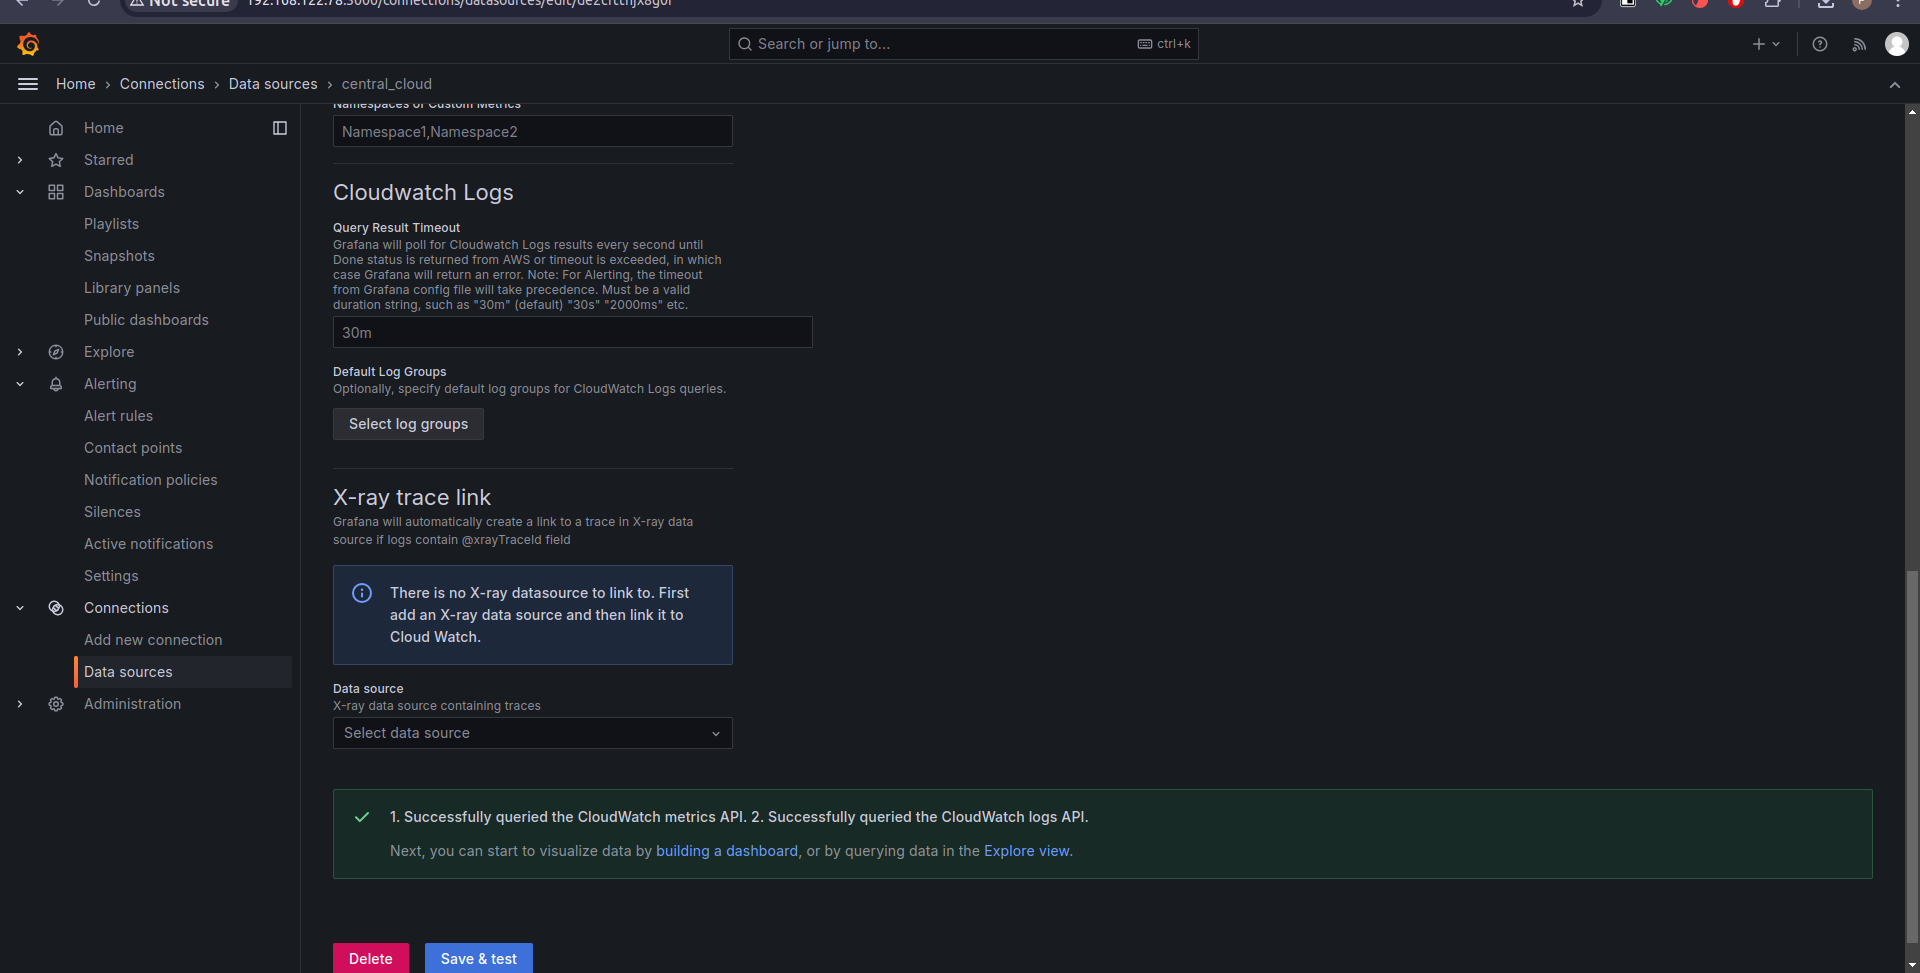 Not secure
Search or jump to...
ctrl+k
Home › Connections › Data sources › central_cloud
Home
Starred
Dashboards
Playlists
Snapshots
Library panels
Public dashboards
Explore
Alerting
Alert rules
Contact points
Notification policies
Silences
Active notifications
Settings
Connections
Add new connection
Data sources
Administration
Namespaces of Custom Metrics
Namespace1,Namespace2
Cloudwatch Logs
Query Result Timeout
Grafana will poll for Cloudwatch Logs results every second until
Done status is returned from AWS or timeout is exceeded, in which
case Grafana will return an error. Note: For Alerting, the timeout
from Grafana config file will take precedence. Must be a valid
duration string, such as "30m" (default) "30s" "2000ms" etc.
30m
Default Log Groups
Optionally, specify default log groups for CloudWatch Logs queries.
Select log groups
X-ray trace link
Grafana will automatically create a link to a trace in X-ray data
source if logs contain @xrayTraceId field
There is no X-ray datasource to link to. First
add an X-ray data source and then link it to
Cloud Watch.
Data source
X-ray data source containing traces
Select data source
1. Successfully queried the CloudWatch metrics API. 2. Successfully queried the CloudWatch logs API.
Next, you can start to visualize data by building a dashboard, or by querying data in the Explore view.
Delete
Save & test